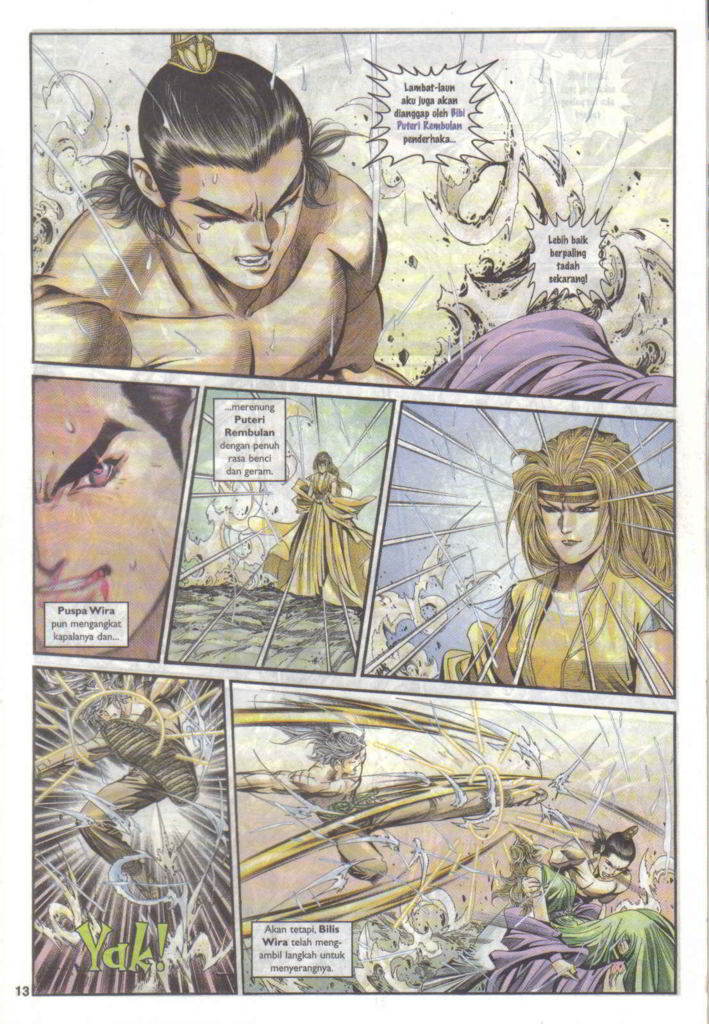 Lambat-laun
aku juga akan
dianggap oleh Bibi
Puteri Rembulan
penderhaka...
Lebih baik
berpaling
tadah
sekarang!
Puspa Wira
pun mengangkat
kapalanya dan...
...merenung
Puteri
Rembulan
dengan penuh
rasa benci
dan geram.
Yak!
Akan tetapi, Bilis
Wira telah meng-
ambil langkah untuk
menyerangnya.
13